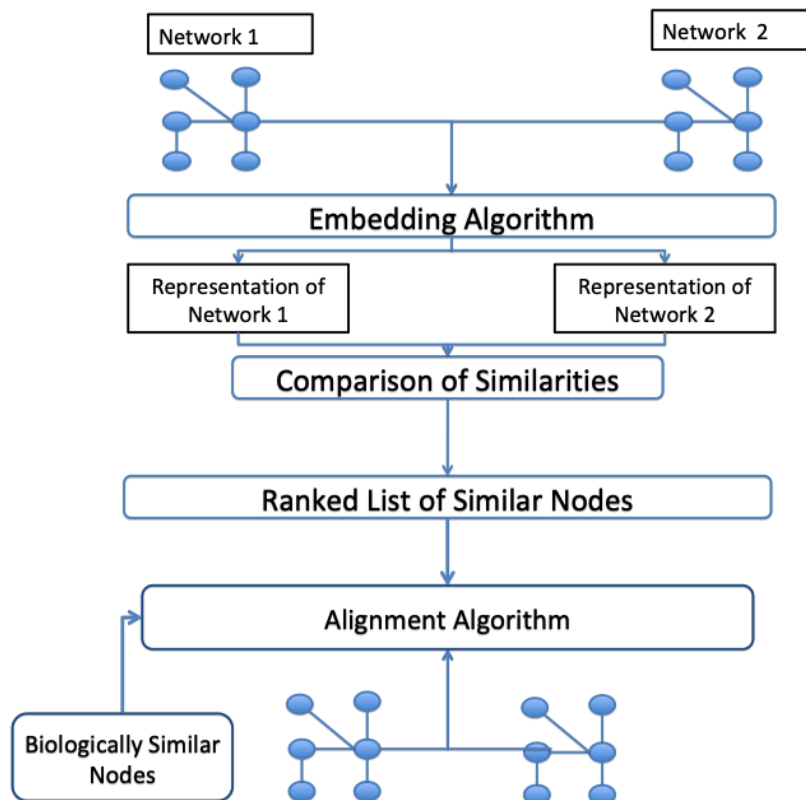 Network 1
Network 2
Embedding Algorithm
Representation of
Network 1
Representation of
Network 2
Comparison of Similarities
Ranked List of Similar Nodes
Alignment Algorithm
Biologically Similar
Nodes